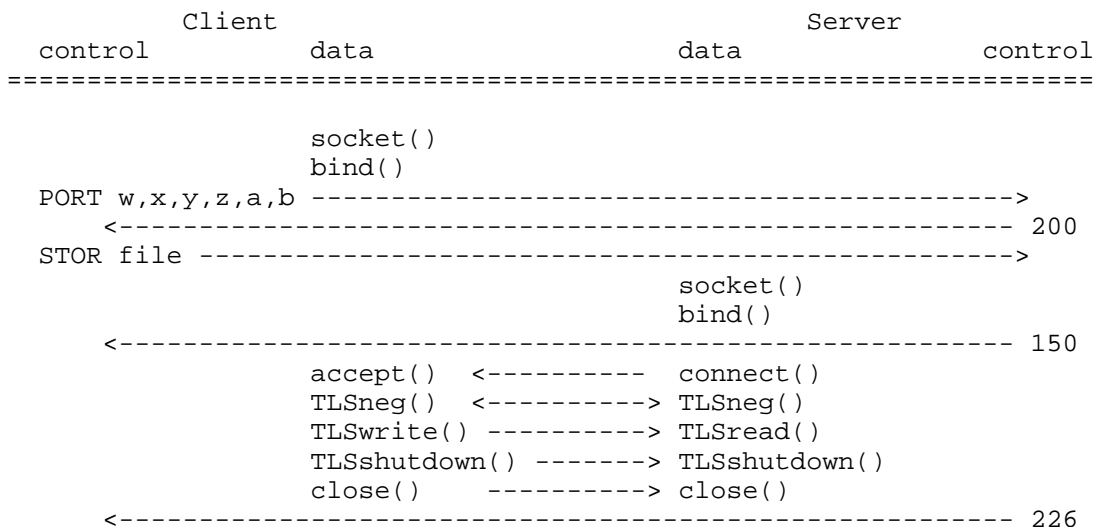 Client                                 Server
  control          data                   data               control
====================================================================

                   socket()
                   bind()
  PORT w,x,y,z,a,b -------------------------------------------->
      <-------------------------------------------------------- 200
  STOR file --------------------------------------------------->
                                          socket()
                                          bind()
      <-------------------------------------------------------- 150
                   accept()  <----------  connect()
                   TLSneg()  <----------> TLSneg()
                   TLSwrite() ----------> TLSread()
                   TLSshutdown() -------> TLSshutdown()
                   close()    ----------> close()
      <-------------------------------------------------------- 226